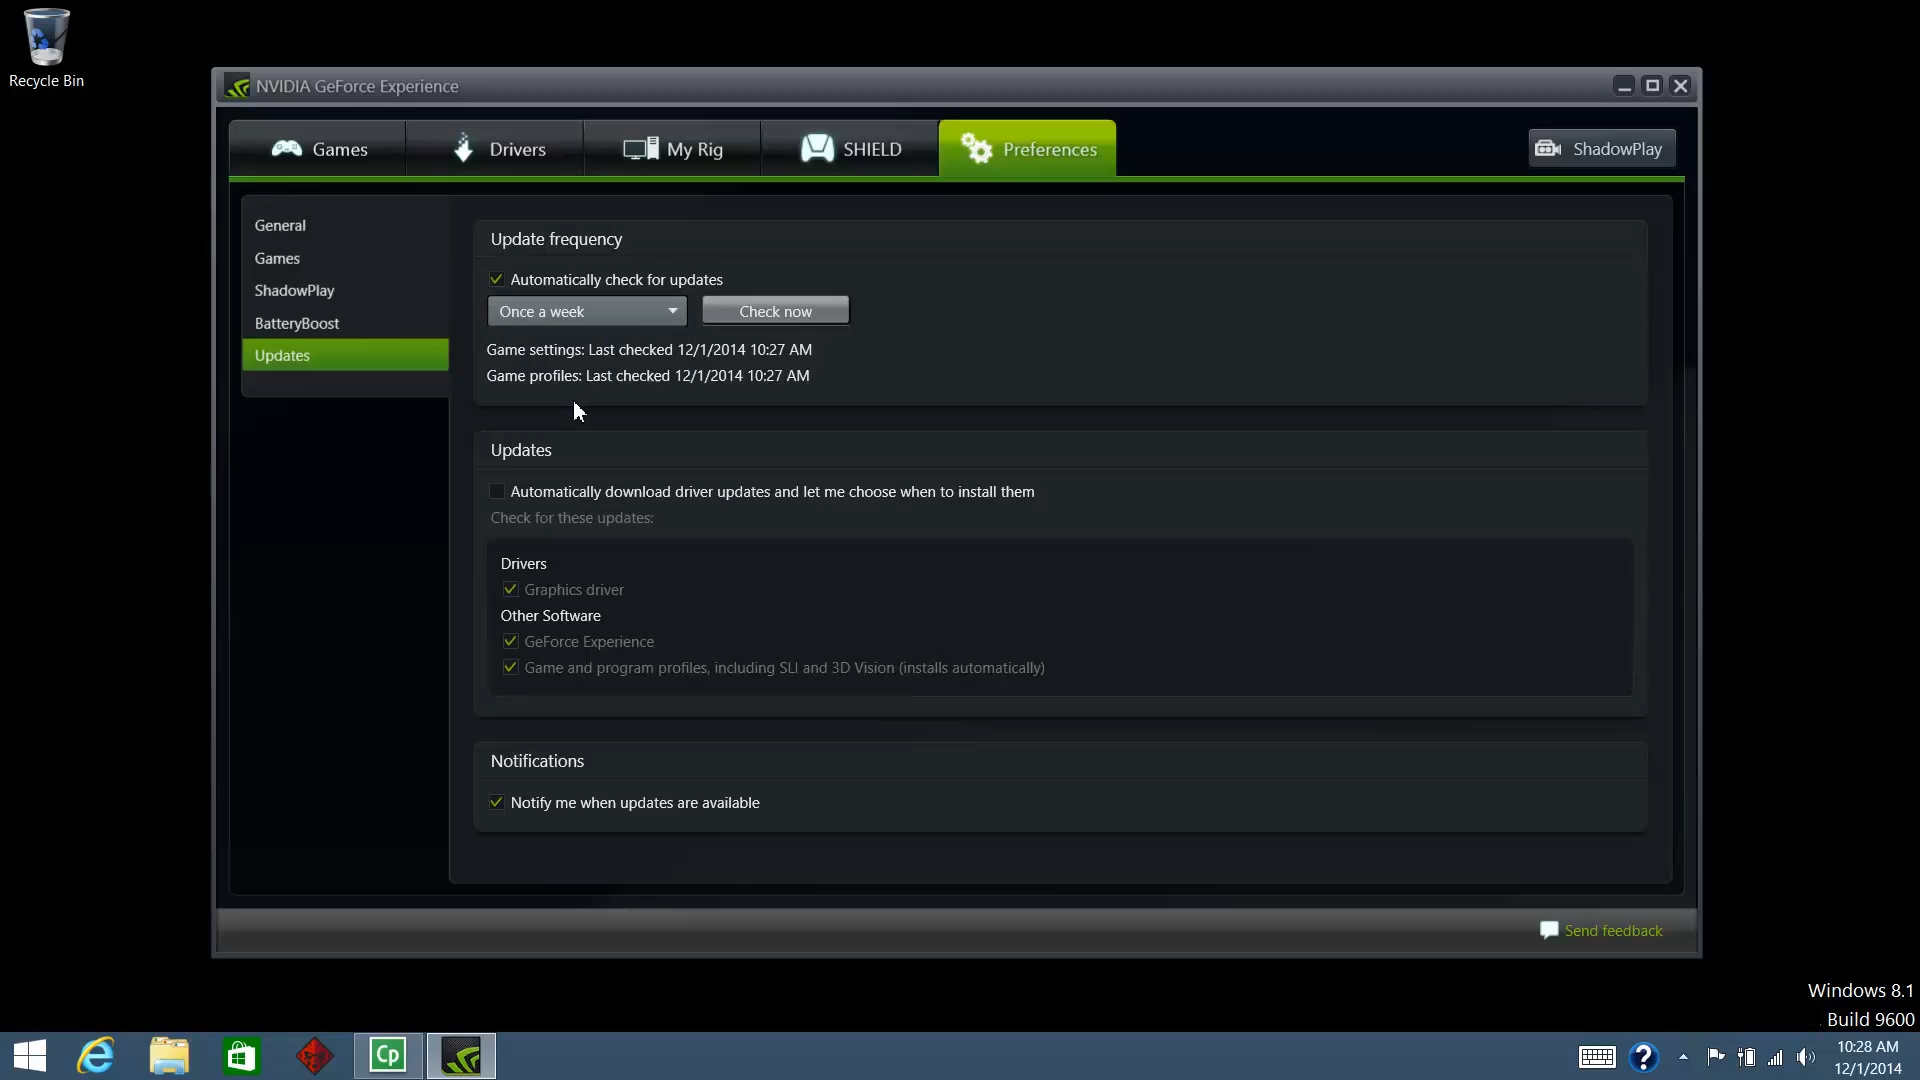 Recycle Bin
NVIDIA GeForce Experience
Games
Drivers
My Rig
SHIELD
Preferences
ShadowPlay
General
Games
ShadowPlay
BatteryBoost
Updates
Update frequency
Automatically check for updates
Once a week
Check now
Game settings: Last checked 12/1/2014 10:27 AM
Game profiles: Last checked 12/1/2014 10:27 AM
Updates
Automatically download driver updates and let me choose when to install them
Check for these updates:
Drivers
Graphics driver
Other Software
GeForce Experience
Game and program profiles, including SLI and 3D Vision (installs automatically)
Notifications
Notify me when updates are available
Send feedback
Windows 8.1
Build 9600
Cp
10:28 AM
12/1/2014